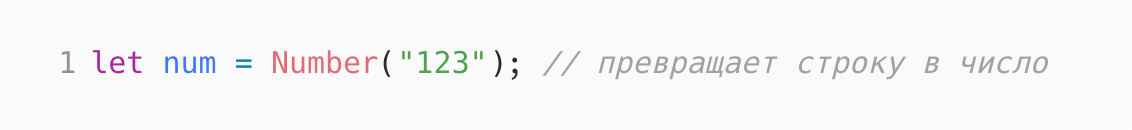 1 let num = Number("123"); // превращает строку в число